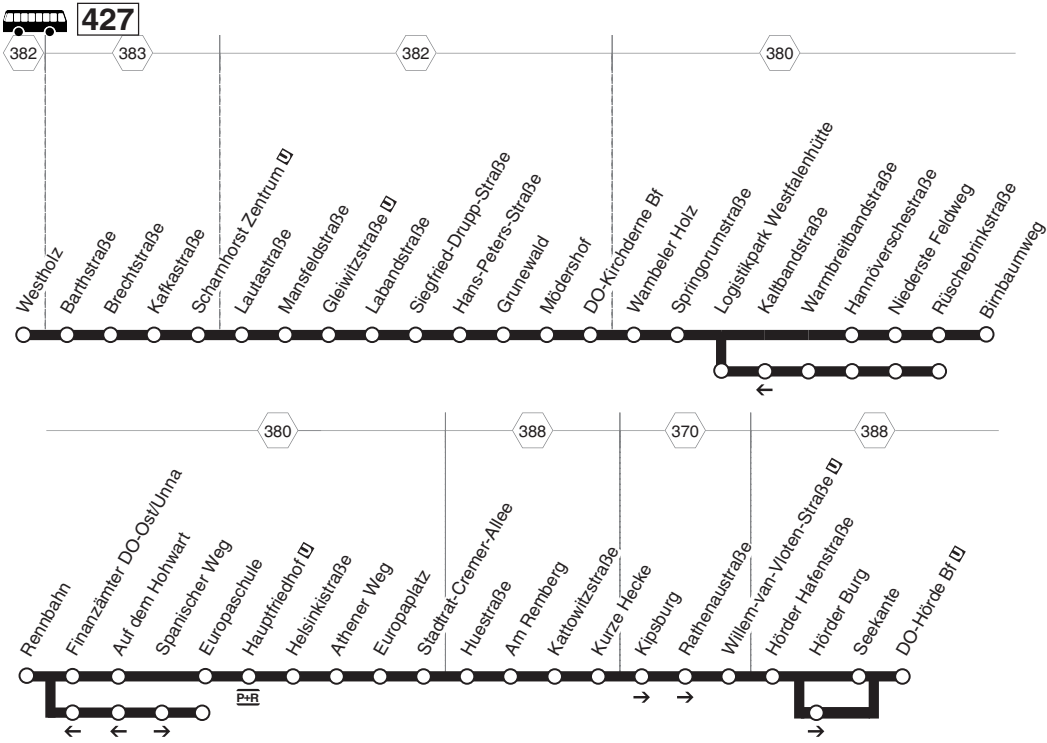 427
382 383 382 380
Westholz
Barthstraße
Brechtstraße
Kafkastraße
Scharnhorst Zentrum U
Lautastraße
Mansfeldstraße
Gleiwitzstraße U
Labandstraße
Siegfried-Drupp-Straße
Hans-Peters-Straße
Grunewald
Mödershof
DO-Kirchderne Bf
Wambeler Holz
Springorumstraße
Logistikpark Westfalenhütte
Kaltbandstraße
Warmbreitbandstraße
Hannöverschestraße
Niederste Feldweg
Rüschebrinkstraße
Birnbaumweg
←
380 388 370 388
Rennbahn
Finanzämter DO-Ost/Unna
Auf dem Hohwart
Spanischer Weg
Europaschule
Hauptfriedhof U
Helsinkistraße
Athener Weg
Europaplatz
Stadtrat-Cremer-Allee
Huestraße
Am Remberg
Kattowitzstraße
Kurze Hecke
Kipsburg
Rathenaustraße
Willem-van-Vloten-Straße U
Hörder Hafenstraße
Hörder Burg
Seekante
DO-Hörde Bf U
P+R → →
← ← → →